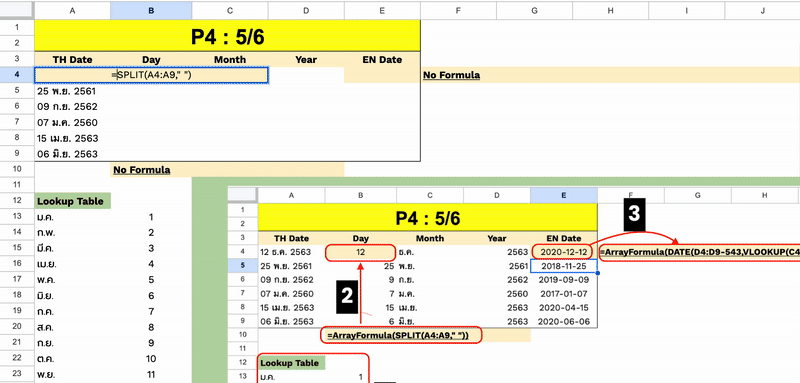 A B C D E F G H I J
1
2 P4 : 5/6
3 TH Date Day Month Year EN Date
4 =SPLIT(A4:A9," ") No Formula
5 25 พ.ย. 2561
6 09 ก.ย. 2562
7 07 ม.ค. 2560
8 15 เม.ย. 2563
9 06 มิ.ย. 2563
10 No Formula
11
12 Lookup Table
13 ม.ค. 1
14 ก.พ. 2
15 มี.ค. 3
16 เม.ย. 4
17 พ.ค. 5
18 มิ.ย. 6
19 ก.ค. 7
20 ส.ค. 8
21 ก.ย. 9
22 ต.ค. 10
23 พ.ย. 11
A B C D E F G H
1
2 P4 : 5/6
3 TH Date Day Month Year EN Date
3
4 12 ธ.ค. 2563 12 ธ.ค. 2563 2020-12-12 =ArrayFormula(DATE(D4:D9-543,VLOOKUP(C4
5 25 พ.ย. 2561 25 พ.ย. 2561 2018-11-25
6 09 ก.ย. 2562 9 ก.ย. 2562 2019-09-09
7 07 ม.ค. 2560 7 ม.ค. 2560 2017-01-07
8 15 เม.ย. 2563 15 เม.ย. 2563 2020-04-15
9 06 มิ.ย. 2563 6 มิ.ย. 2563 2020-06-06
2
10 =ArrayFormula(SPLIT(A4:A9," "))
11
12 Lookup Table
13 ม.ค. 1